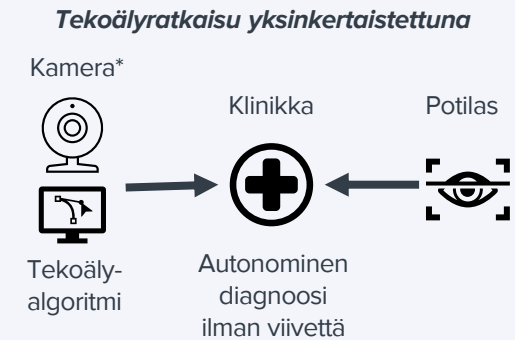 Tekoälyratkaisu yksinkertaistettuna
Kamera*
Klinikka
Potilas
Tekoäly-
algoritmi
Autonominen
diagnoosi
ilman viivettä